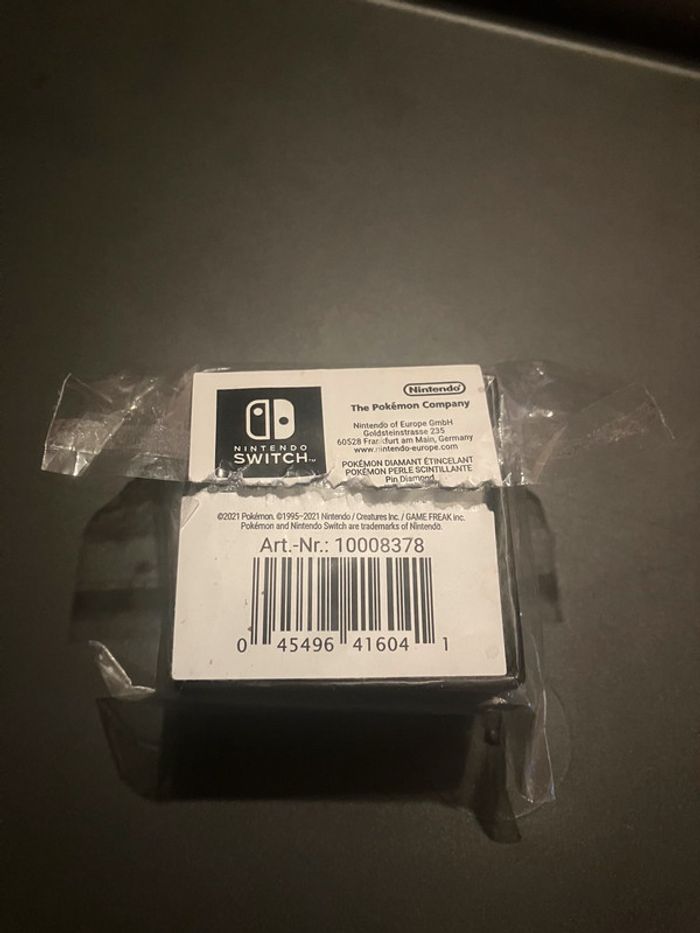 Nintendo
NINTENDO
SWITCH™
The Pokémon Company
Nintendo of Europe GmbH
Goldsteinstrasse 235
60528 Frankfurt am Main, Germany
www.nintendo-europe.com
POKÉMON DIAMANT ÉTINCELANT
POKÉMON PERLE SCINTILLANTE
Pin Diamond
©2021 Pokémon. ©1995–2021 Nintendo / Creatures Inc. / GAME FREAK inc.
Pokémon and Nintendo Switch are trademarks of Nintendo.
Art.-Nr.: 10008378
0 45496 41604 1